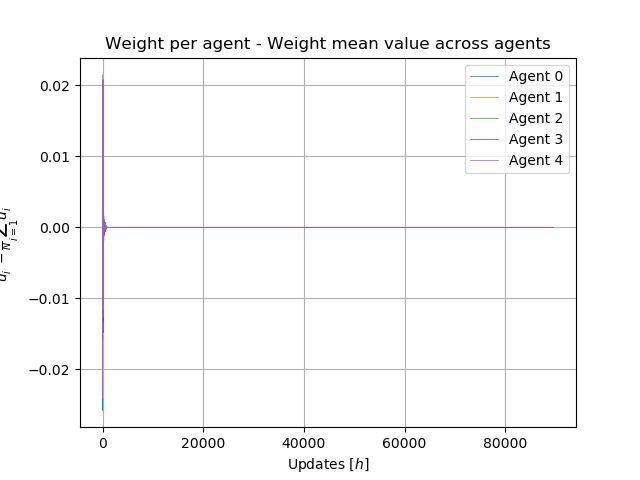 Weight per agent - Weight mean value across agents
0.02
0.01
0.00
−0.01
−0.02
0
20000
40000
60000
80000
Updates [h]
Agent 0
Agent 1
Agent 2
Agent 3
Agent 4